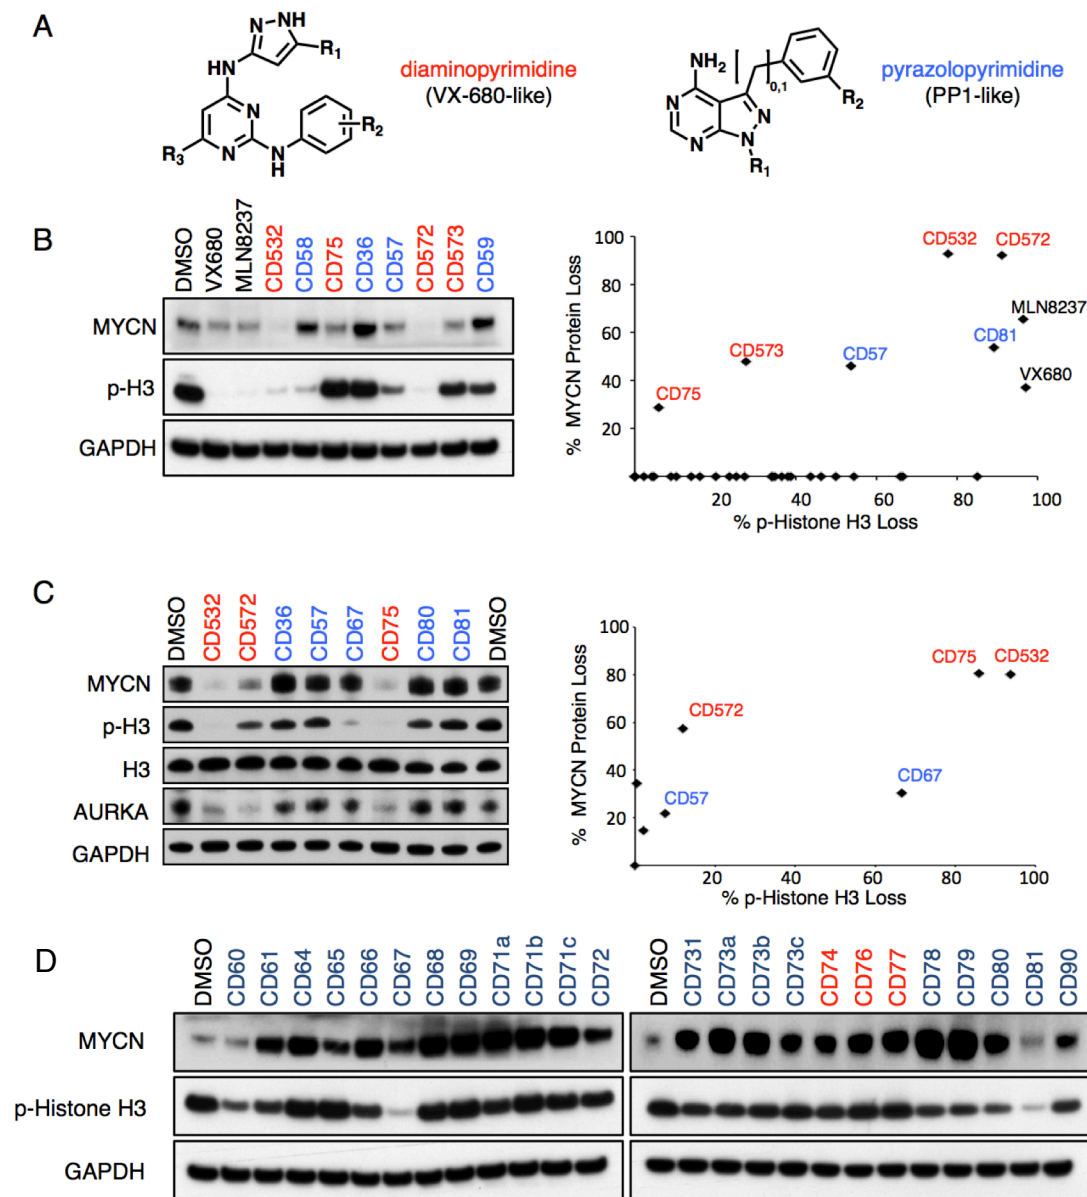 A
N NH
R1
HN
N
R3
N
N
H
R2
diaminopyrimidine
(VX-680-like)
NH2
0,1
R2
N
N
N
N
R1
pyrazolopyrimidine
(PP1-like)
B
DMSO VX680 MLN8237 CD532 CD58 CD75 CD36 CD57 CD572 CD573 CD59
MYCN
p-H3
GAPDH
% MYCN Protein Loss
100
80
60
40
20
CD532
CD572
MLN8237
CD81
CD573
CD57
VX680
CD75
20 40 60 80 100
% p-Histone H3 Loss
C
DMSO CD532 CD572 CD36 CD57 CD67 CD75 CD80 CD81 DMSO
MYCN
p-H3
H3
AURKA
GAPDH
% MYCN Protein Loss
100
80
60
40
20
CD75
CD532
CD572
CD67
CD57
20 40 60 80 100
% p-Histone H3 Loss
D
DMSO CD60 CD61 CD64 CD65 CD66 CD67 CD68 CD69 CD71a CD71b CD71c CD72
DMSO CD731 CD73a CD73b CD73c CD74 CD76 CD77 CD78 CD79 CD80 CD81 CD90
MYCN
p-Histone H3
GAPDH